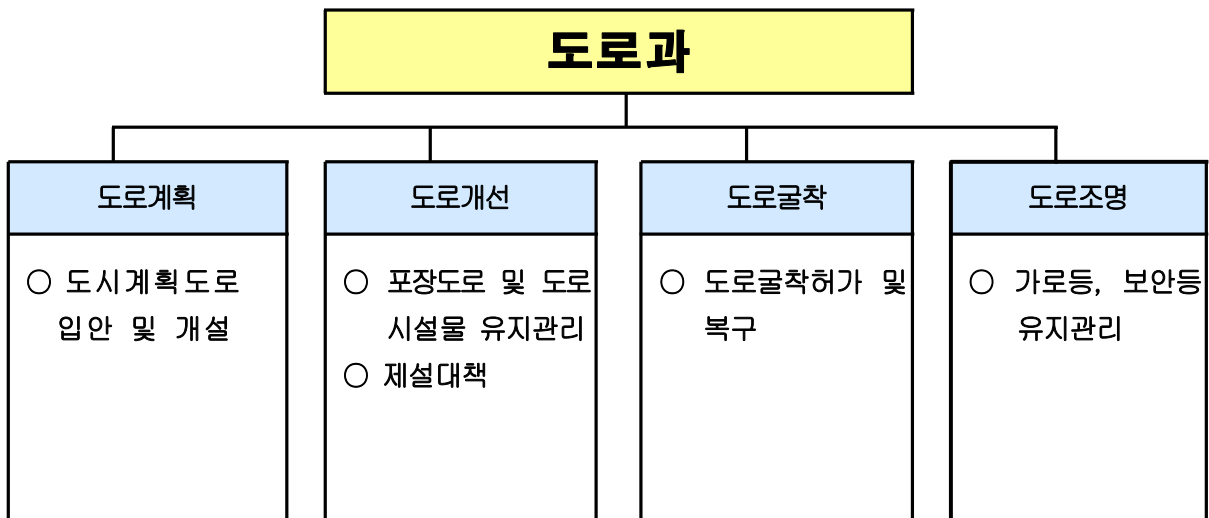 도로과
도로계획
○ 도시계획도로
입안 및 개설
도로개선
○ 포장도로 및 도로
시설물 유지관리
○ 제설대책
도로굴착
○ 도로굴착허가 및
복구
도로조명
○ 가로등, 보안등
유지관리